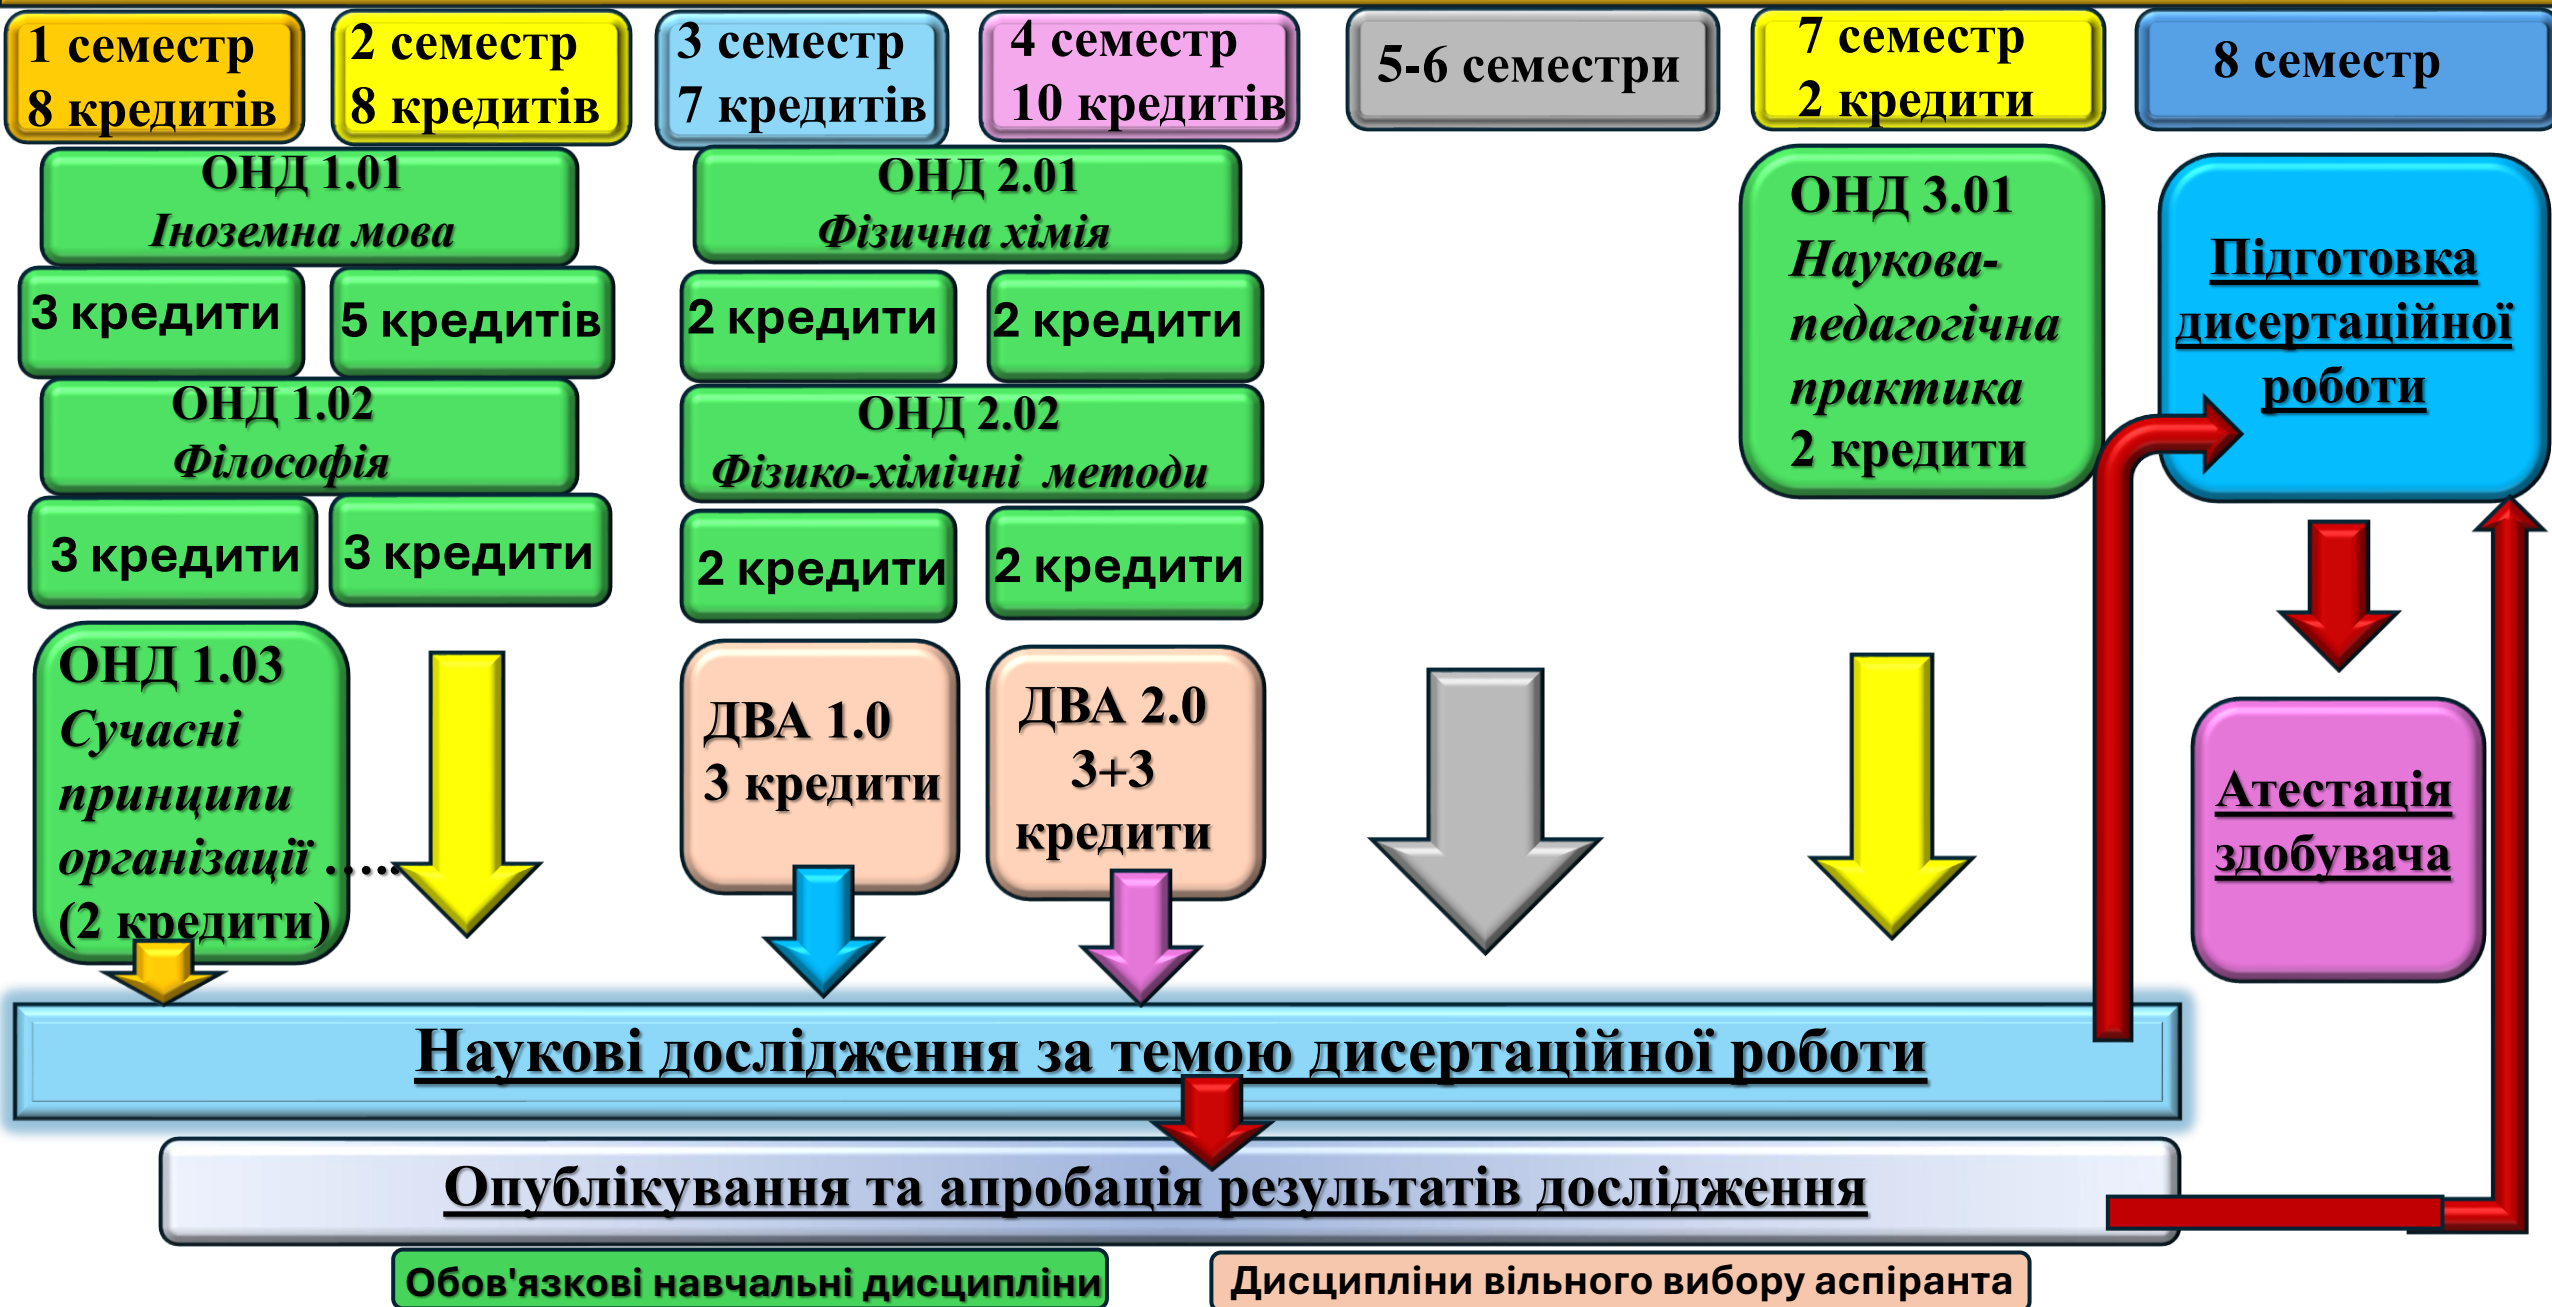 1 семестр
8 кредитів
2 семестр
8 кредитів
3 семестр
7 кредитів
4 семестр
10 кредитів
5-6 семестри
7 семестр
2 кредити
8 семестр
ОНД 1.01
Іноземна мова
3 кредити
5 кредитів
ОНД 1.02
Філософія
3 кредити
3 кредити
ОНД 1.03
Сучасні
принципи
організації …..
(2 кредити)
ОНД 2.01
Фізична хімія
2 кредити
2 кредити
ОНД 2.02
Фізико-хімічні методи
2 кредити
2 кредити
ДВА 1.0
3 кредити
ДВА 2.0
3+3
кредити
ОНД 3.01
Наукова-
педагогічна
практика
2 кредити
Підготовка
дисертаційної
роботи
Атестація
здобувача
Наукові дослідження за темою дисертаційної роботи
Опублікування та апробація результатів дослідження
Обов'язкові навчальні дисципліни
Дисципліни вільного вибору аспіранта